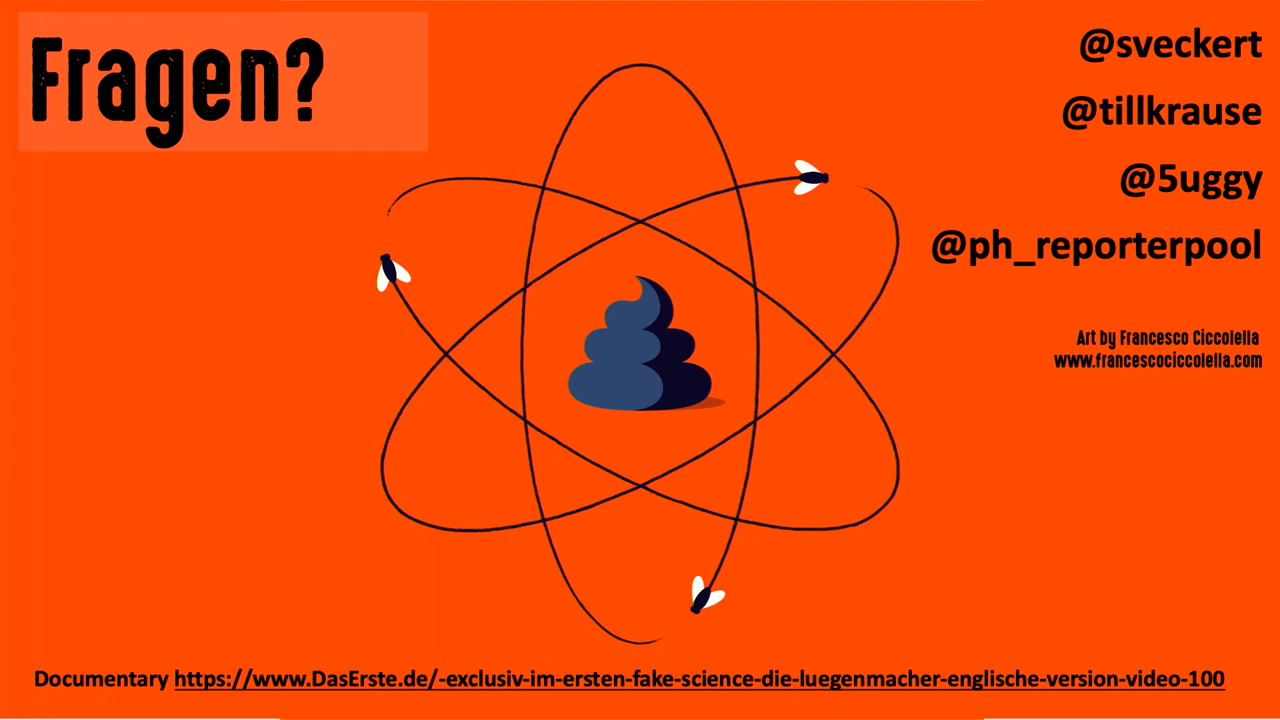 Fragen?
@sveckert
@tillkrause
@5uggy
@ph_reporterpool
Art by Francesco Ciccolella
www.francescociccolella.com
Documentary https://www.DasErste.de/-exclusiv-im-ersten-fake-science-die-luegenmacher-englische-version-video-100